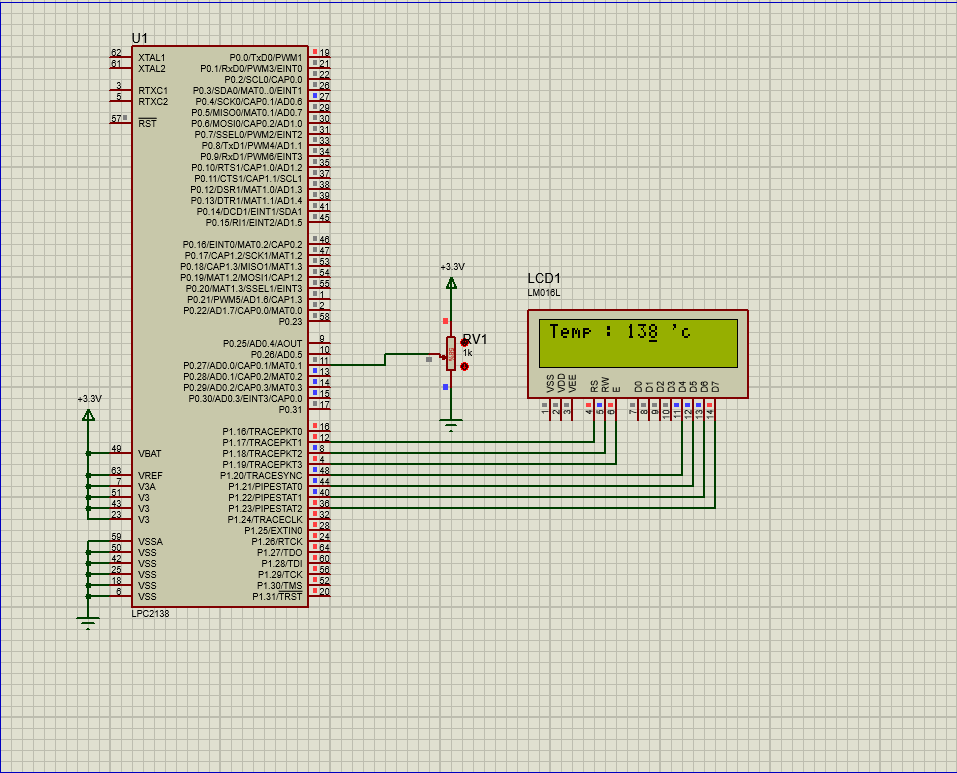 U1
62 XTAL1 P0.0/TxD0/PWM1 19
61 XTAL2 P0.1/RxD0/PWM3/EINT0 21
P0.2/SCL0/CAP0.0 22
3 RTXC1 P0.3/SDA0/MAT0..0/EINT1 26
5 RTXC2 P0.4/SCK0/CAP0.1/AD0.6 27
P0.5/MISO0/MAT0.1/AD0.7 29
57 RST P0.6/MOSI0/CAP0.2/AD1.0 30
P0.7/SSEL0/PWM2/EINT2 31
P0.8/TxD1/PWM4/AD1.1 33
P0.9/RxD1/PWM6/EINT3 34
P0.10/RTS1/CAP1.0/AD1.2 35
P0.11/CTS1/CAP1.1/SCL1 37
P0.12/DSR1/MAT1.0/AD1.3 38
P0.13/DTR1/MAT1.1/AD1.4 39
P0.14/DCD1/EINT1/SDA1 41
P0.15/RI1/EINT2/AD1.5 45
P0.16/EINT0/MAT0.2/CAP0.2 46
P0.17/CAP1.2/SCK1/MAT1.2 47
P0.18/CAP1.3/MISO1/MAT1.3 53
P0.19/MAT1.2/MOSI1/CAP1.2 54
P0.20/MAT1.3/SSEL1/EINT3 55
P0.21/PWM5/AD1.6/CAP1.3 1
P0.22/AD1.7/CAP0.0/MAT0.0 2
P0.23 58
P0.25/AD0.4/AOUT 9
P0.26/AD0.5 10
P0.27/AD0.0/CAP0.1/MAT0.1 11
P0.28/AD0.1/CAP0.2/MAT0.2 13
P0.29/AD0.2/CAP0.3/MAT0.3 14
P0.30/AD0.3/EINT3/CAP0.0 15
P0.31 17
P1.16/TRACEPKT0 16
P1.17/TRACEPKT1 12
+3,3V
49 VBAT P1.18/TRACEPKT2 8
P1.19/TRACEPKT3 4
63 VREF P1.20/TRACESYNC 48
7 V3A P1.21/PIPESTAT0 44
51 V3 P1.22/PIPESTAT1 40
43 V3 P1.23/PIPESTAT2 36
23 V3 P1.24/TRACECLK 32
P1.25/EXTIN0 28
59 VSSA P1.26/RTCK 24
50 VSS P1.27/TDO 64
42 VSS P1.28/TDI 60
25 VSS P1.29/TCK 56
18 VSS P1.30/TMS 52
6 VSS P1.31/TRST 20
LPC2138
+3,3V
RV1
1k
LCD1
LM016L
Temp : 138 'c
VSS VDD VEE RS RW E D0 D1 D2 D3 D4 D5 D6 D7
1 2 3 4 5 6 7 8 9 10 11 12 13 14